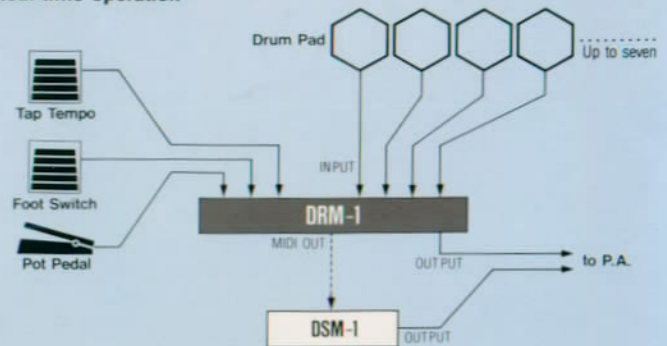 Drum Pad
Up to seven
Tap Tempo
INPUT
Foot Switch
DRM-1
MIDI OUT
Pot Pedal
OUTPUT
to P.A.
DSM-1
OUTPUT